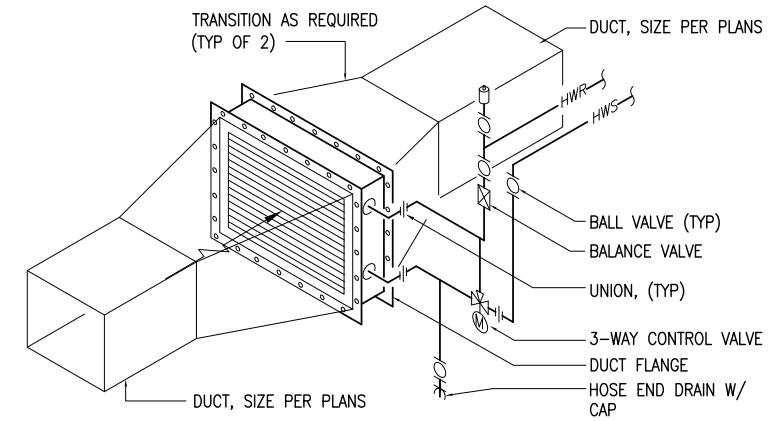 TRANSITION AS REQUIRED
(TYP OF 2)
DUCT, SIZE PER PLANS
HWR
HWS
BALL VALVE (TYP)
BALANCE VALVE
UNION, (TYP)
M
3-WAY CONTROL VALVE
DUCT FLANGE
HOSE END DRAIN W/
CAP
DUCT, SIZE PER PLANS